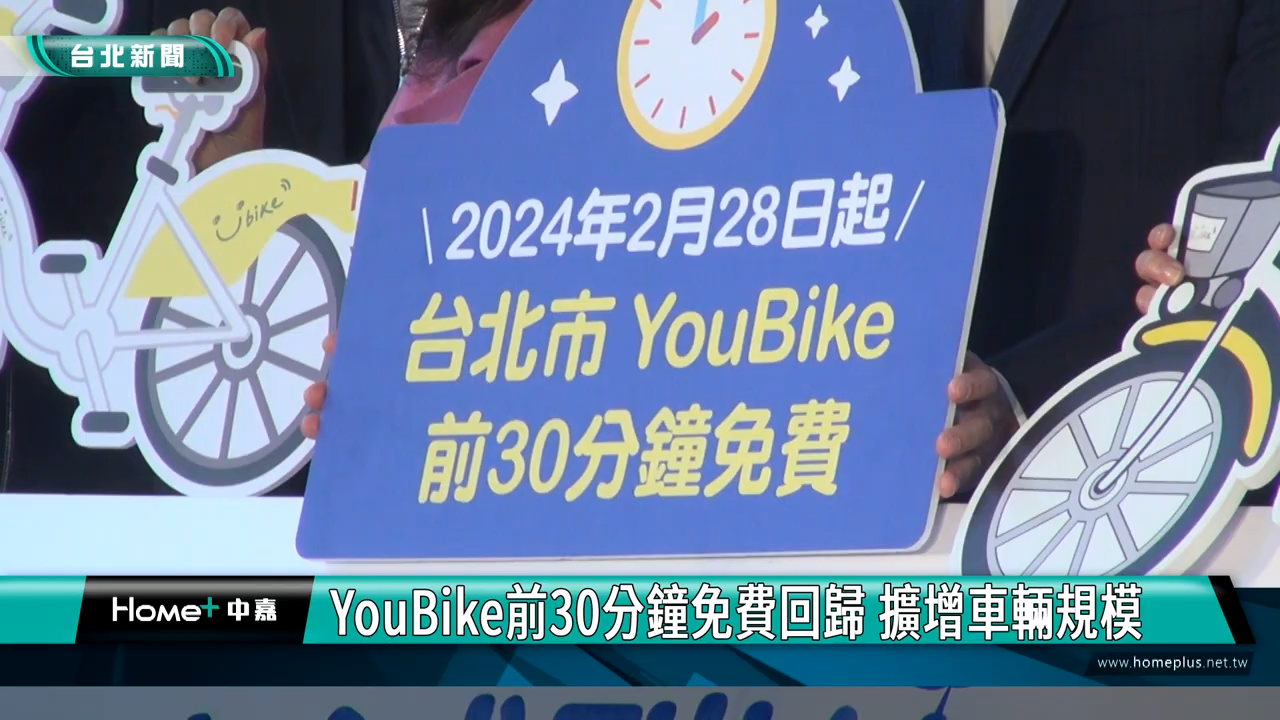 台北新聞
Ubike
2024年2月28日起
台北市 YouBike
前30分鐘免費
Home+中嘉
YouBike前30分鐘免費回歸 擴增車輛規模
www.homeplus.net.tw